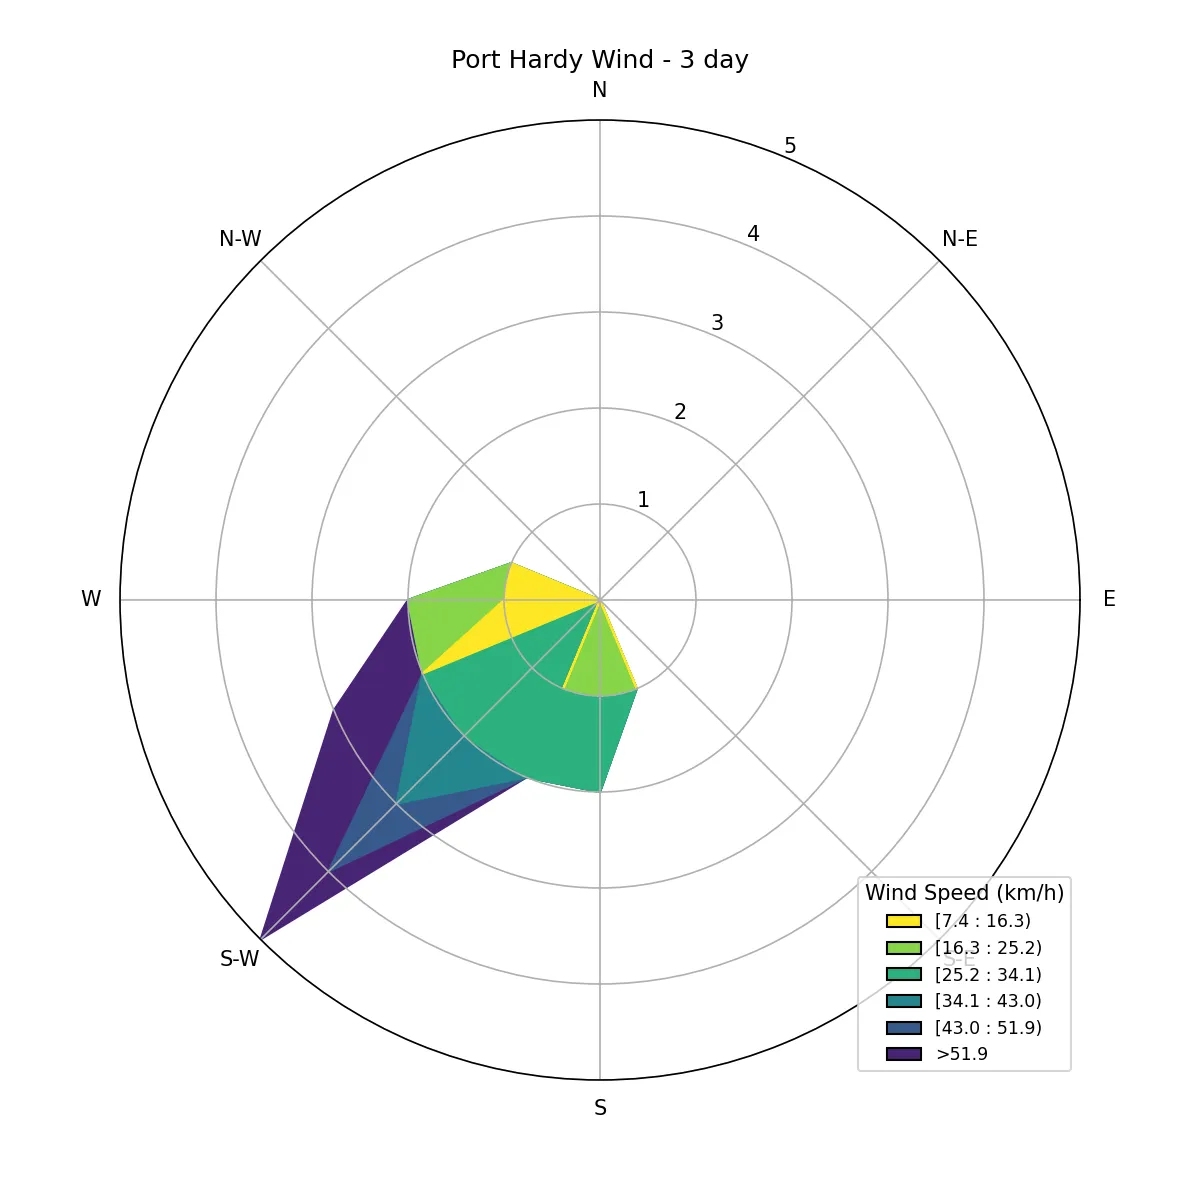 Port Hardy Wind - 3 day
N
5
N-W
N-E
4
3
2
1
W
E
Wind Speed (km/h)
[7.4 : 16.3)
[16.3 : 25.2)
S-W
S-E
[25.2 : 34.1)
[34.1 : 43.0)
[43.0 : 51.9)
>51.9
S